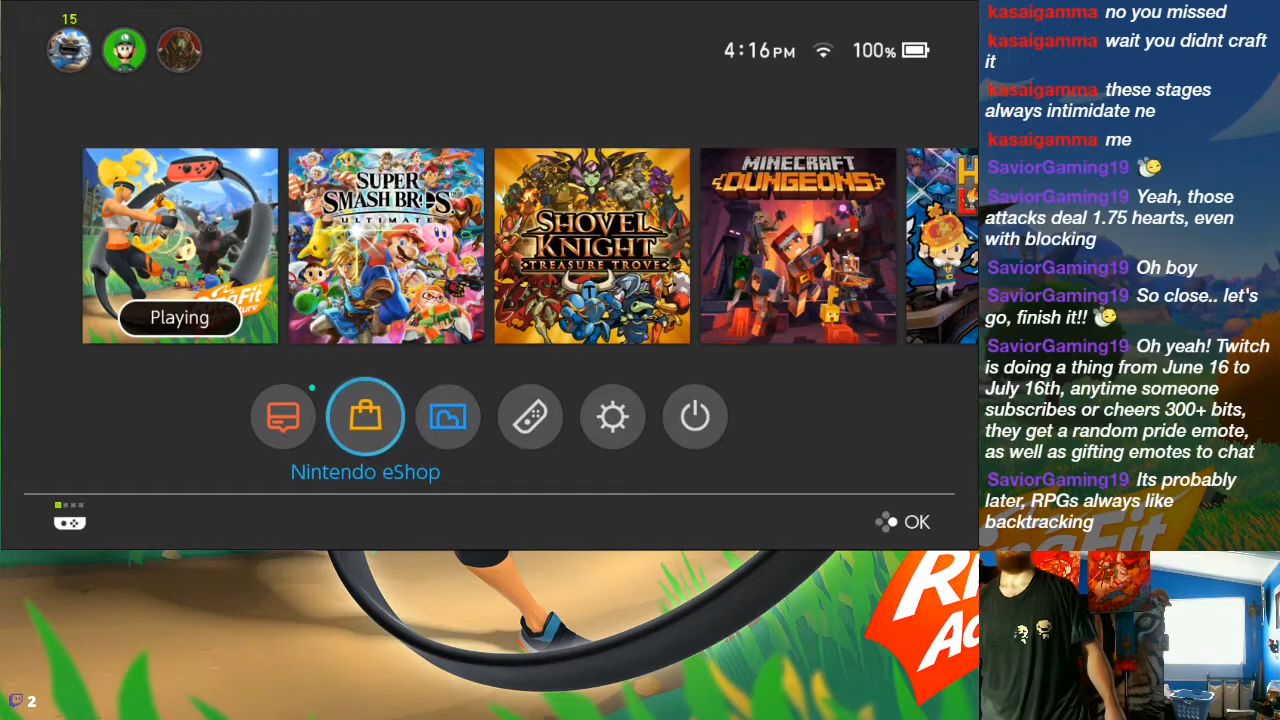 15
4:16PM
100%
SUPER
SMASH BROS.
ULTIMATE
SHOVEL
KNIGHT
TREASURE TROVE
MINECRAFT
DUNGEONS
Playing
Nintendo eShop
OK
2
kasaigamma no you missed
kasaigamma wait you didnt craft
it
kasaigamma these stages
always intimidate ne
kasaigamma me
SaviorGaming19
SaviorGaming19 Yeah, those
attacks deal 1.75 hearts, even
with blocking
SaviorGaming19 Oh boy
SaviorGaming19 So close.. let's
go, finish it!!
SaviorGaming19 Oh yeah! Twitch
is doing a thing from June 16 to
July 16th, anytime someone
subscribes or cheers 300+ bits,
they get a random pride emote,
as well as gifting emotes to chat
SaviorGaming19 Its probably
later, RPGs always like
backtracking